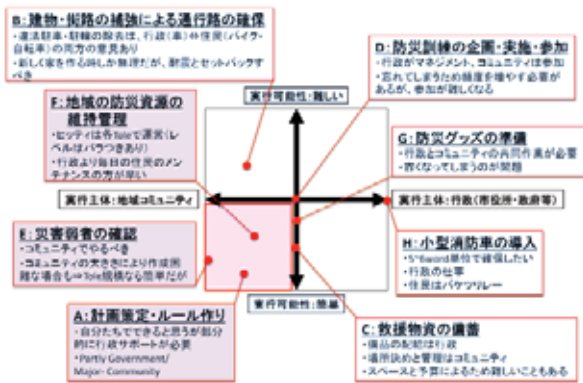 B：建物・街路の補強による通行路の確保
・違法駐車・駐輪の除去は、行政（車）⇔住民（バイク・
自転車）の両方の意見あり
・新しく家を作る時しか無理だが、耐震とセットバックす
べき
D：防災訓練の企画・実施・参加
・行政がマネジメント、コミュニティは参加
・忘れてしまうため頻度を増やす必要
があるが、参加が難しくなる
実行可能性：難しい
F：地域の防災資源の
維持管理
・ヒッティは各Toleで運営（レ
ベルはバラつきあり）
・行政より毎日の住民のメン
テナンスの方が早い
G：防災グッズの準備
・行政とコミュニティの共同作業が必要
・古くなってしまうのが問題
実行主体：地域コミュニティ
実行主体：行政（市役所・政府等）
E：災害弱者の確認
・コミュニティでやるべき
・コミュニティの大きさにより作成困
難な場合も⇒Tole規模なら簡単だが
H：小型消防車の導入
単位で確保したい
・行政の仕事
・住民はバケツリレー
A：計画策定・ルール作り
・自分たちでできると思うが部分
的に行政サポートが必要
・Partly Government/
Major- Community
実行可能性：簡単
C：救援物資の備蓄
・備品の配給は行政
・場所決めと管理はコミュニティ
・スペースと予算によるため難しいこともある